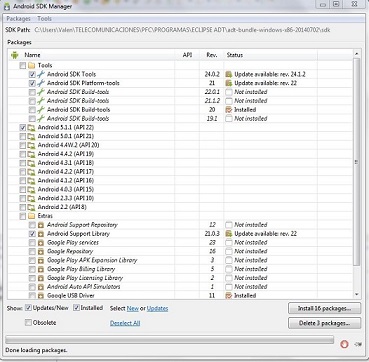 Android SDK Manager
Packages Tools
SDK Path: C:\Users\Valen\TELECOMUNICACIONES\PFC\PROGRAMAS\ECLIPSE ADT\adt-bundle-windows-x86-20140702\sdk
Packages
Name API Rev. Status
Tools
Android SDK Tools 24.0.2 Update available: rev. 24.1.2
Android SDK Platform-tools 21 Update available: rev. 22
Android SDK Build-tools 22.0.1 Not installed
Android SDK Build-tools 21.1.2 Not installed
Android SDK Build-tools 20 Installed
Android SDK Build-tools 19.1 Not installed
Android 5.1.1 (API 22)
Android 5.0.1 (API 21)
Android 4.4W.2 (API 20)
Android 4.4.2 (API 19)
Android 4.3.1 (API 18)
Android 4.2.2 (API 17)
Android 4.1.2 (API 16)
Android 4.0.3 (API 15)
Android 2.3.3 (API 10)
Android 2.2 (API 8)
Extras
Android Support Repository 12 Not installed
Android Support Library 21.0.3 Update available: rev. 22
Google Play services 23 Not installed
Google Repository 16 Not installed
Google Play APK Expansion Library 3 Not installed
Google Play Billing Library 5 Not installed
Google Play Licensing Library 2 Not installed
Android Auto API Simulators 1 Not installed
Google USB Driver 11 Installed
Show: Updates/New Installed Select New or Updates Install 16 packages...
Obsolete Deselect All Delete 3 packages...
Done loading packages.